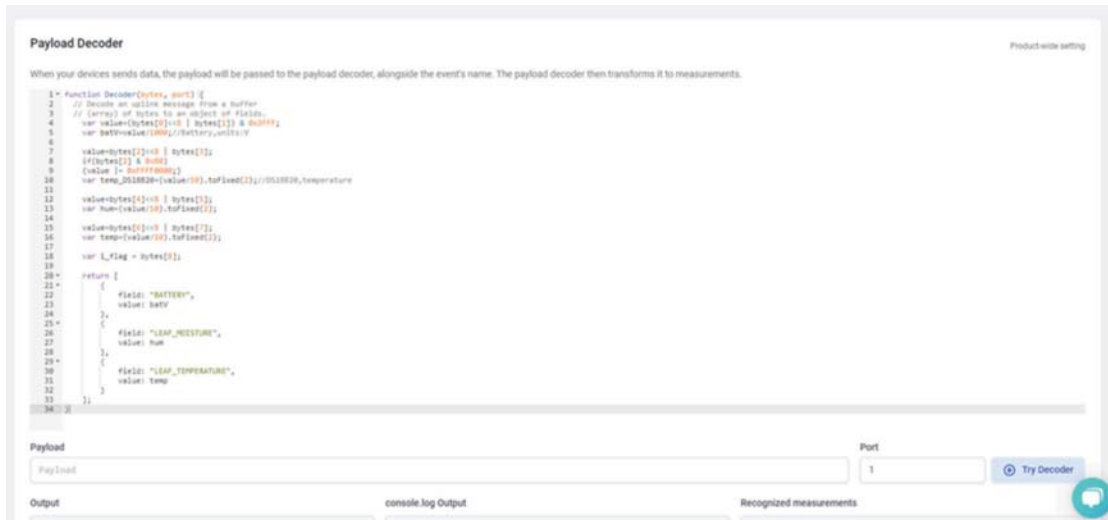 Payload Decoder
Product-wide setting
When your devices sends data, the payload will be passed to the payload decoder, alongside the event's name. The payload decoder then transforms it to measurements.
1 function Decoder(bytes, port) {
2 // Decode an uplink message from a buffer
3 // (array) of bytes to an object of fields.
4 var value=(bytes[0]<<8 | bytes[1]) & 0x3FFF;
5 var batV=value/1000;//Battery,units:V
6
7 value=bytes[2]<<8 | bytes[3];
8 if(bytes[2] & 0x80)
9 {value |= 0xFFFF0000;}
10 var temp_DS18B20=(value/10).toFixed(2);//DS18B20,temperature
11
12 value=bytes[4]<<8 | bytes[5];
13 var hum=(value/10).toFixed(2);
14
15 value=bytes[6]<<8 | bytes[7];
16 var temp=(value/10).toFixed(2);
17
18 var i_flag = bytes[8];
19
20 return [
21 {
22 field: "BATTERY",
23 value: batV
24 },
25 {
26 field: "LEAF_MOISTURE",
27 value: hum
28 },
29 {
30 field: "LEAF_TEMPERATURE",
31 value: temp
32 }
33 ];
34 }
Payload
Port
Payload
1
Try Decoder
Output
console.log Output
Recognized measurements